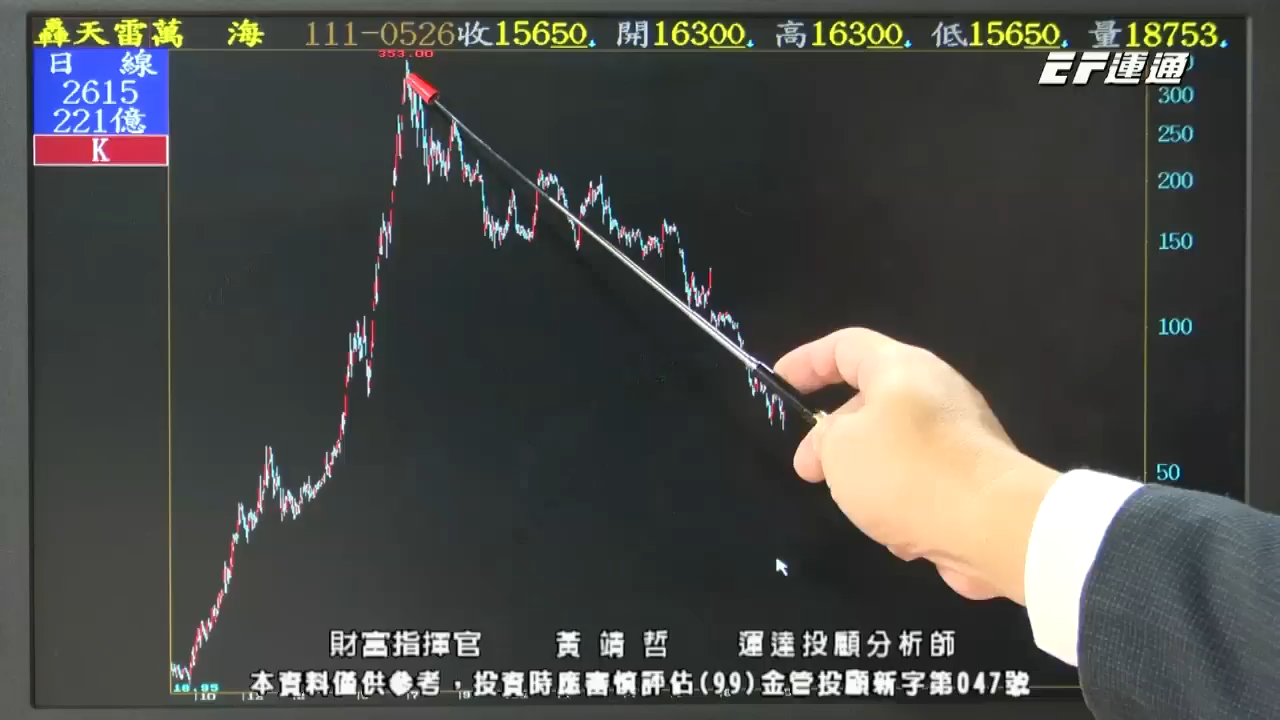 轟天雷萬 海 111-0526收15650 開16300 高16300 低15650 量18753
EF運通
日 線
2615
221億
K
353.00
300
250
200
150
100
50
18.95
10
財富指揮官 黃靖哲 運達投顧分析師
本資料僅供參考，投資時應審慎評估(99)金管投顧新字第047號